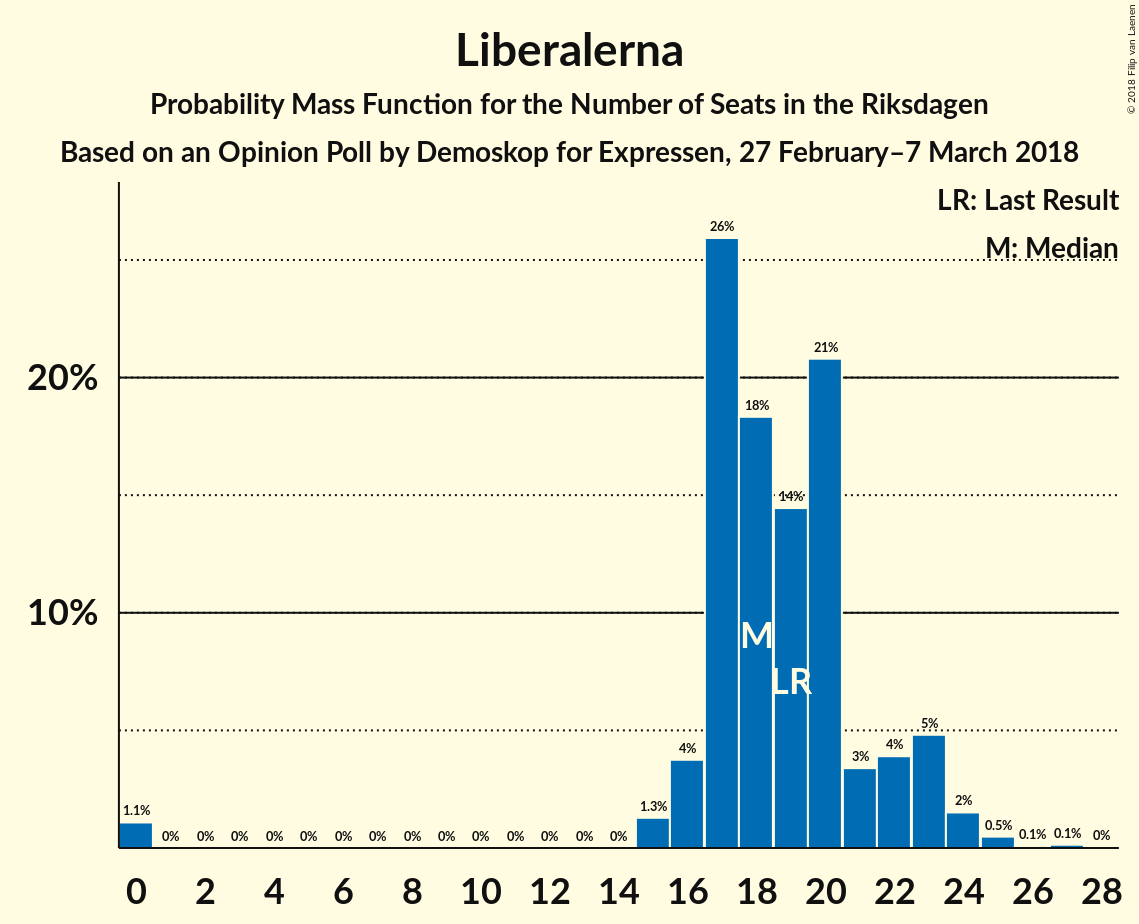 Liberalerna
Probability Mass Function for the Number of Seats in the Riksdagen
Based on an Opinion Poll by Demoskop for Expressen, 27 February–7 March 2018
© 2018 Filip van Laenen
LR: Last Result
M: Median
20%
10%
1.1% 0% 0% 0% 0% 0% 0% 0% 0% 0% 0% 0% 0% 0% 0% 1.3% 4% 26% 18% 14% 21% 3% 4% 5% 2% 0.5% 0.1% 0.1% 0%
M
LR
0 2 4 6 8 10 12 14 16 18 20 22 24 26 28